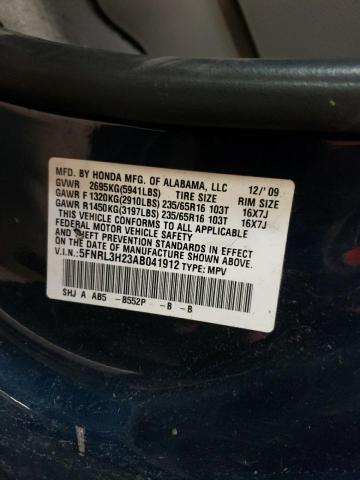 MFD. BY HONDA MFG. OF ALABAMA, LLC 12/'09
GVWR 2695KG(5941LBS) TIRE SIZE RIM SIZE
GAWR F 1320KG(2910LBS) 235/65R16 103T 16X7J
GAWR R 1450KG(3197LBS) 235/65R16 103T 16X7J
THIS VEHICLE CONFORMS TO ALL APPLICABLE
FEDERAL MOTOR VEHICLE SAFETY, BUMPER,
AND THEFT PREVENTION STANDARDS IN EFFECT
ON THE DATE OF MANUFACTURE SHOWN ABOVE.
V.I.N.:5FNRL3H23AB041912 TYPE: MPV
SHJ A AB5 -B552P -B -B